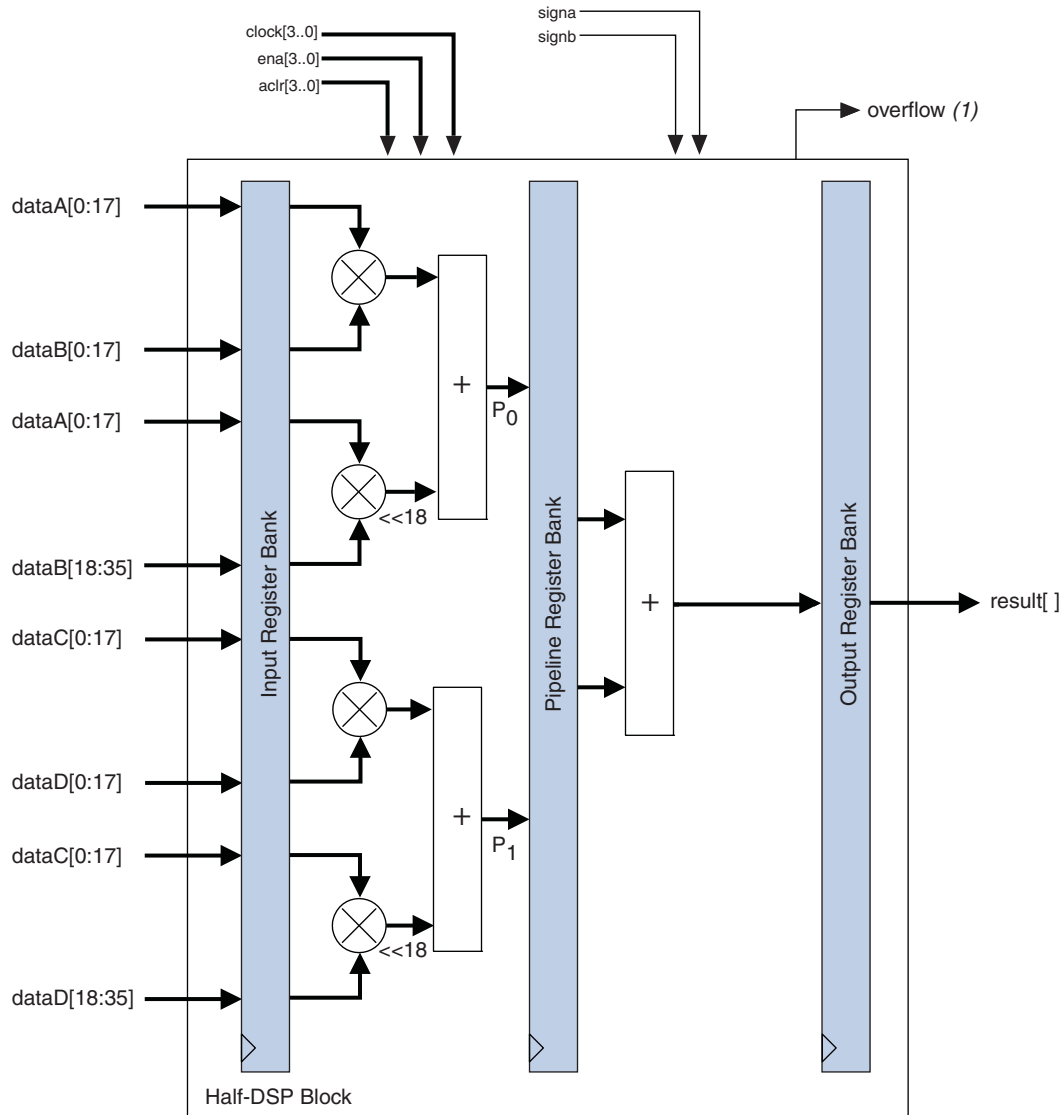 signa
clock[3..0]
signb
ena[3..0]
aclr[3..0]
overflow (1)
dataA[0:17]
dataB[0:17]
+
P0
dataA[0:17]
<<18
dataB[18:35]
Input Register Bank
Pipeline Register Bank
Output Register Bank
+
result[ ]
dataC[0:17]
dataD[0:17]
+
P1
dataC[0:17]
<<18
dataD[18:35]
Half-DSP Block